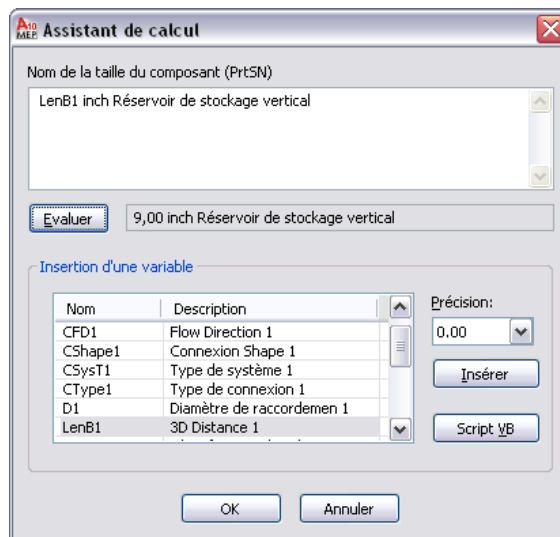 A10 MEP Assistant de calcul
Nom de la taille du composant (PrtSN)
LenB1 inch Réservoir de stockage vertical
Evaluer 9,00 inch Réservoir de stockage vertical
Insertion d'une variable
Nom Description
CFD1 Flow Direction 1
CShape1 Connexion Shape 1
CSysT1 Type de système 1
CType1 Type de connexion 1
D1 Diamètre de raccordemen 1
LenB1 3D Distance 1
Précision:
0.00
Insérer
Script VB
OK Annuler